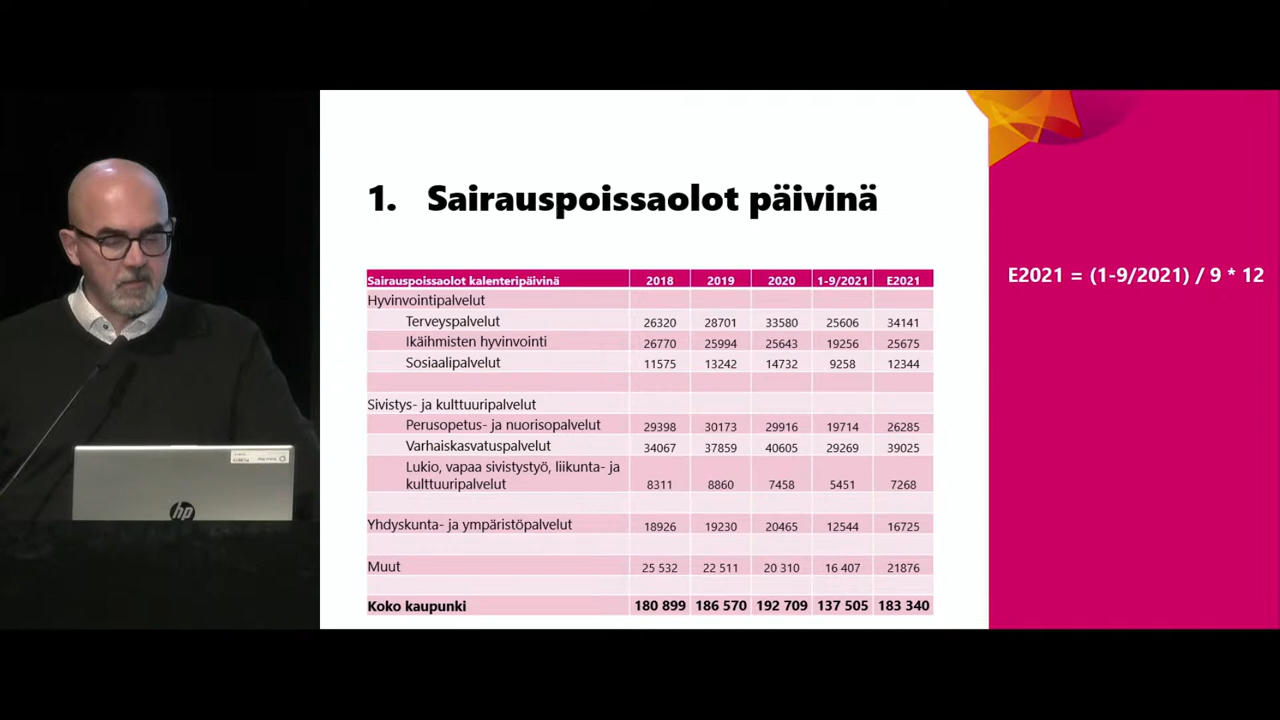 1. Sairauspoissaolot päivinä
E2021 = (1-9/2021) / 9 * 12
Sairauspoissaolot kalenteripäivinä 2018 2019 2020 1-9/2021 E2021
Hyvinvointipalvelut
Terveyspalvelut 26320 28701 33580 25606 34141
Ikäihmisten hyvinvointi 26770 25994 25643 19256 25675
Sosiaalipalvelut 11575 13242 14732 9258 12344
Sivistys- ja kulttuuripalvelut
Perusopetus- ja nuorisopalvelut 29398 30173 29916 19714 26285
Varhaiskasvatuspalvelut 34067 37859 40605 29269 39025
Lukio, vapaa sivistystyö, liikunta- ja
kulttuuripalvelut 8311 8860 7458 5451 7268
Yhdyskunta- ja ympäristöpalvelut 18926 19230 20465 12544 16725
Muut 25 532 22 511 20 310 16 407 21876
Koko kaupunki 180 899 186 570 192 709 137 505 183 340
hp